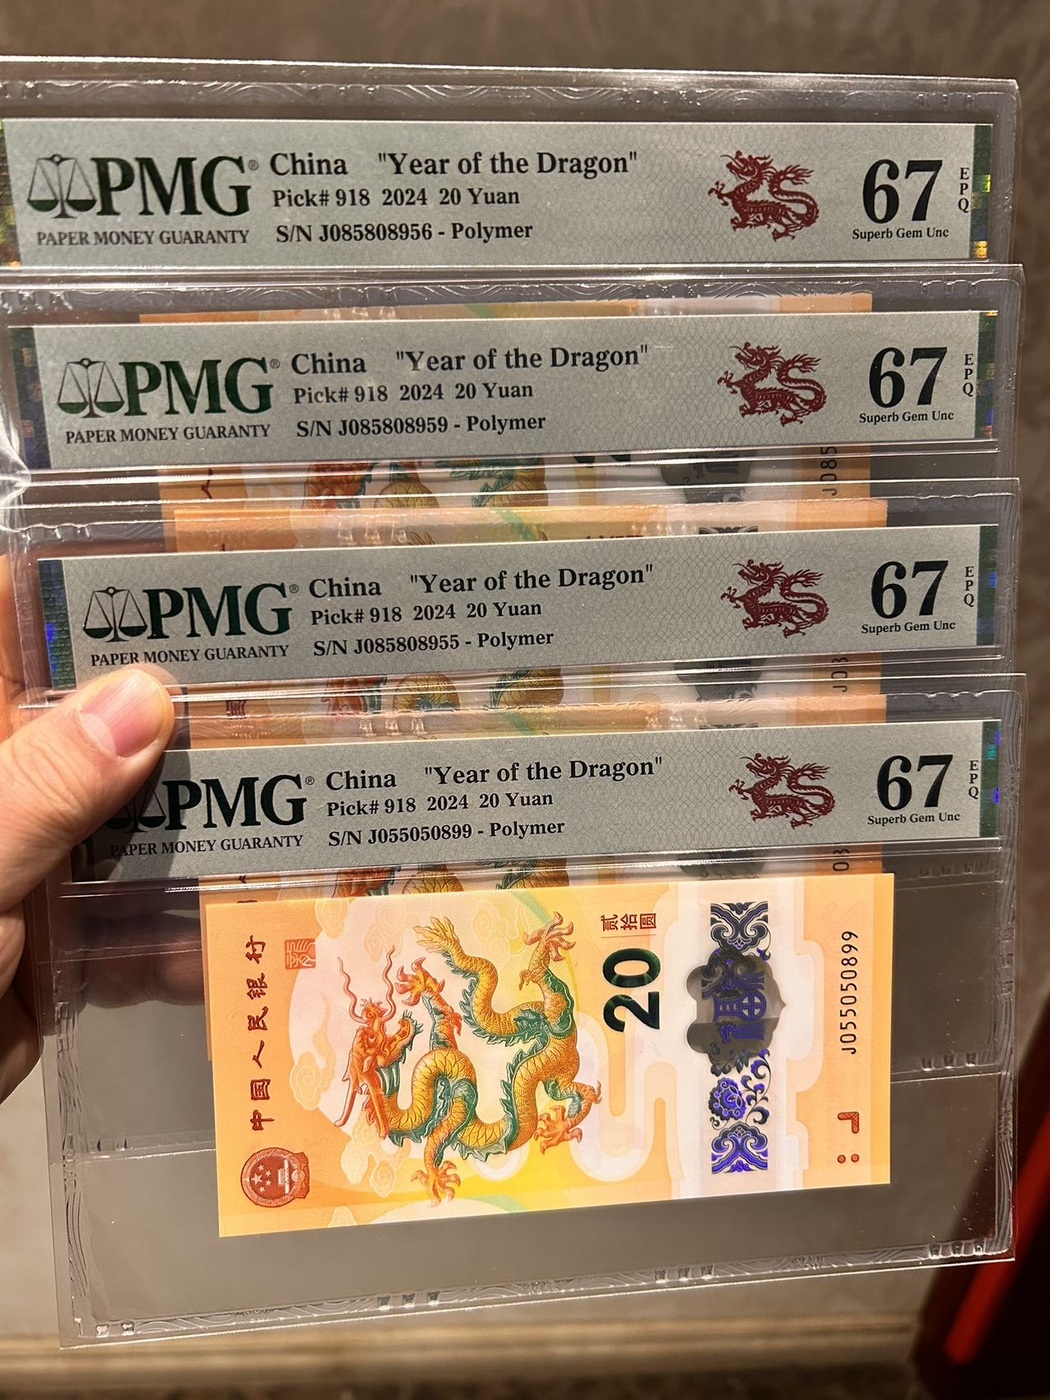 PMG® China "Year of the Dragon" 67 EPQ
Pick# 918 2024 20 Yuan
PAPER MONEY GUARANTY S/N J085808956 - Polymer Superb Gem Unc
PMG® China "Year of the Dragon" 67 EPQ
Pick# 918 2024 20 Yuan
PAPER MONEY GUARANTY S/N J085808959 - Polymer Superb Gem Unc
J085
PMG® China "Year of the Dragon" 67 EPQ
Pick# 918 2024 20 Yuan
PAPER MONEY GUARANTY S/N J085808955 - Polymer Superb Gem Unc
PMG® China "Year of the Dragon" 67 EPQ
Pick# 918 2024 20 Yuan
PAPER MONEY GUARANTY S/N J055050899 - Polymer Superb Gem Unc
中国人民银行
贰拾圆
20
J055050899